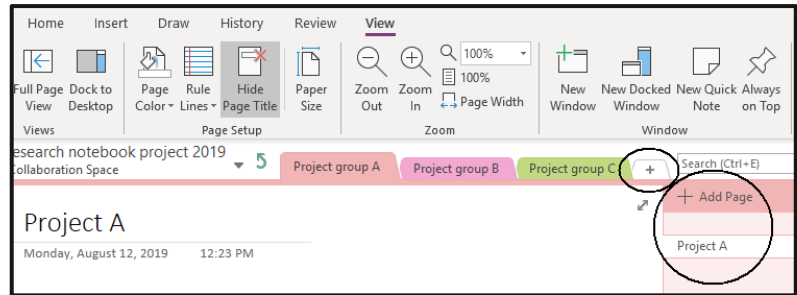 Home Insert Draw History Review View
Full Page Dock to Page Rule Hide Paper Zoom Zoom 100% New New Docked New Quick Always
View Desktop Color Lines Page Title Size Out In 100% Window Window Note on Top
Page Width
Views Page Setup Zoom Window
esearch notebook project 2019 Project group A Project group B Project group C + Search (Ctrl+E)
ollaboration Space
+ Add Page
Project A
Project A
Monday, August 12, 2019 12:23 PM